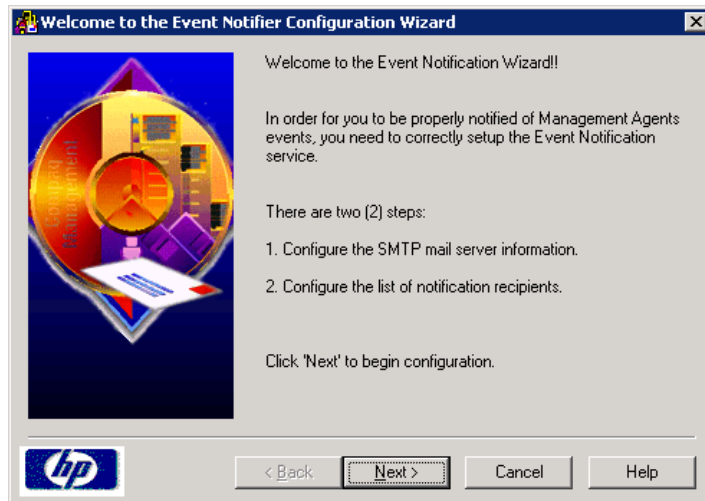 Welcome to the Event Notifier Configuration Wizard
Welcome to the Event Notification Wizard!!
In order for you to be properly notified of Management Agents
events, you need to correctly setup the Event Notification
service.
There are two (2) steps:
1. Configure the SMTP mail server information.
2. Configure the list of notification recipients.
Click 'Next' to begin configuration.
Compaq
Management
hp
< Back
Next >
Cancel
Help